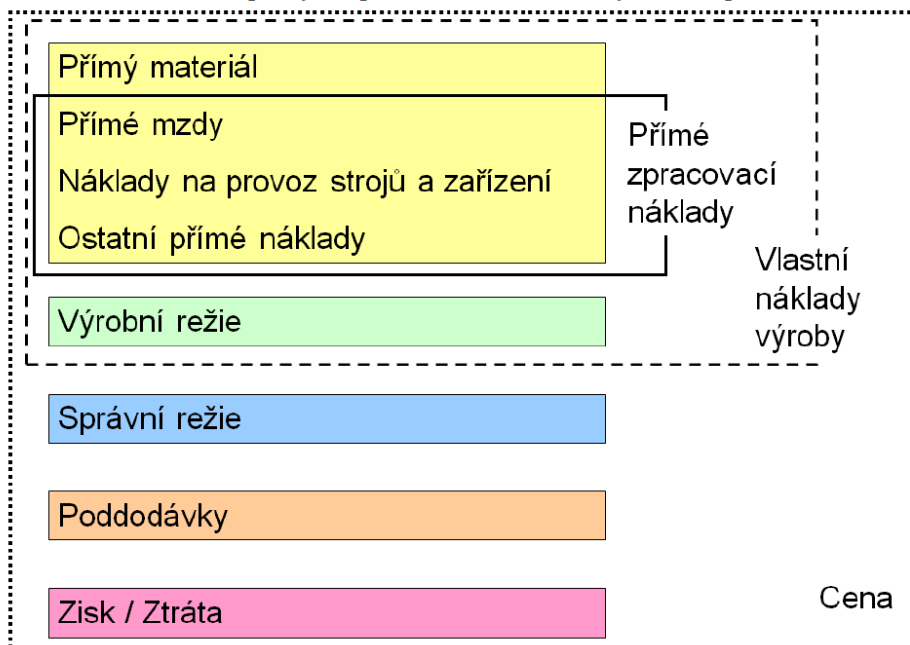 Přímý materiál
Přímé mzdy
Náklady na provoz strojů a zařízení
Ostatní přímé náklady
Přímé
zpracovací
náklady
Výrobní režie
Vlastní
náklady
výroby
Správní režie
Poddodávky
Zisk / Ztráta
Cena